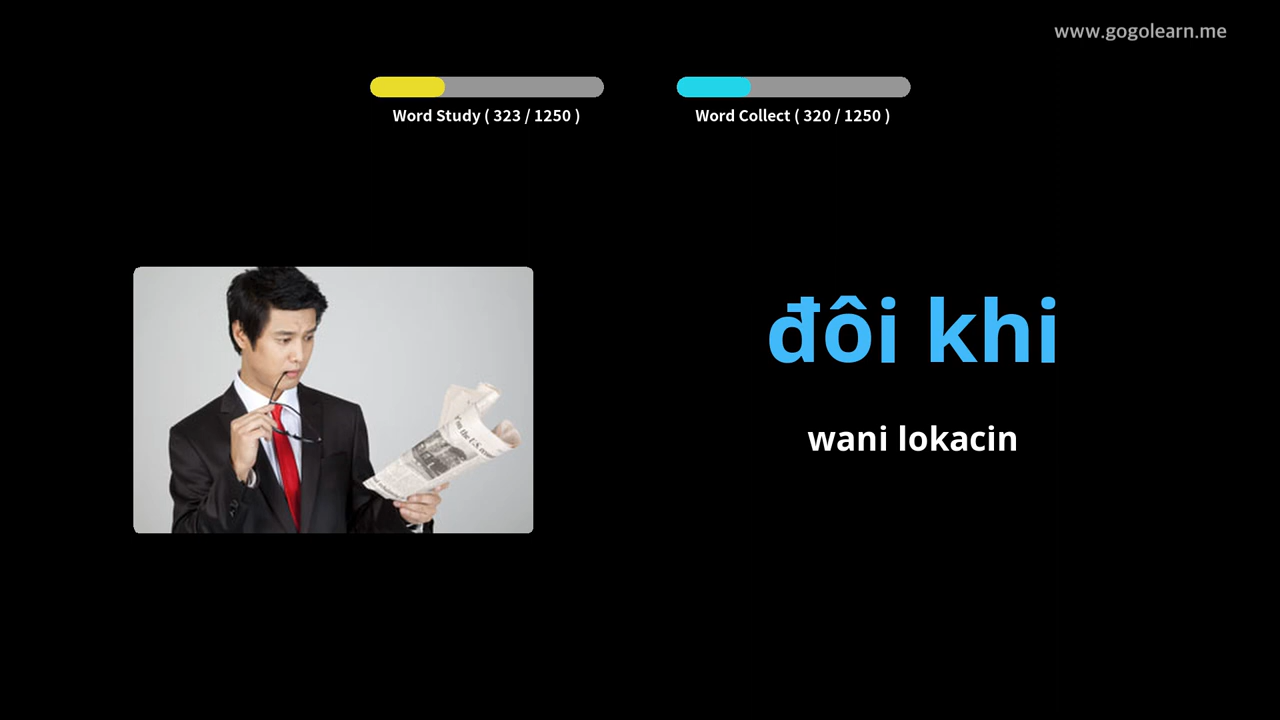 www.gogolearn.me
Word Study ( 323 / 1250 )
Word Collect ( 320 / 1250 )
đôi khi
wani lokacin